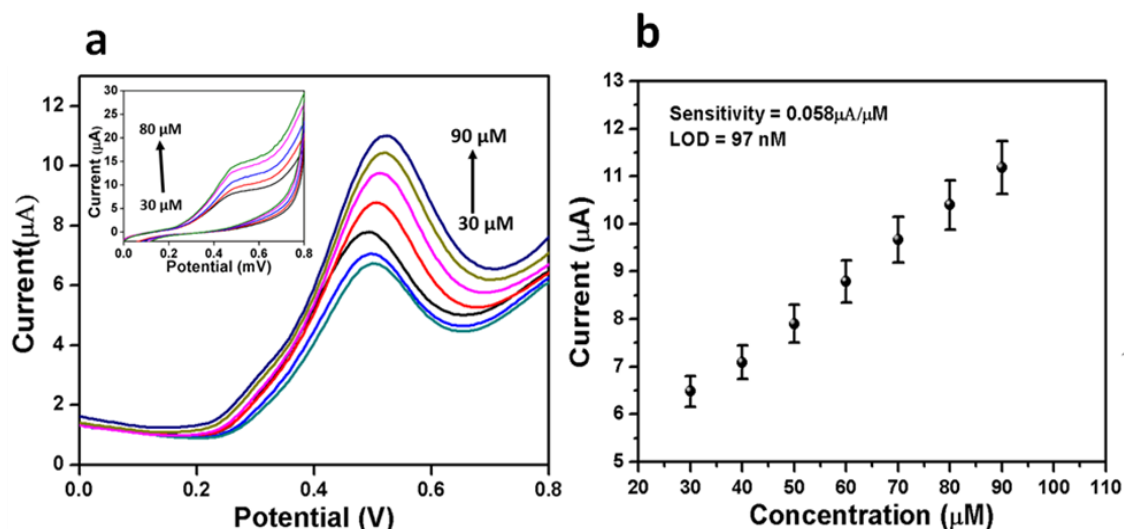 a
Current(µA)
12
10
8
6
4
2
0
0.0 0.2 0.4 0.6 0.8
Potential (V)
90 µM
30 µM
Current (µA)
30
25
20
15
10
5
0
0.0 0.2 0.4 0.6 0.8
Potential (mV)
80 µM
30 µM
b
Current (µA)
13
12
11
10
9
8
7
6
5
20 30 40 50 60 70 80 90 100 110
Concentration (µM)
Sensitivity = 0.058µA/µM
LOD = 97 nM